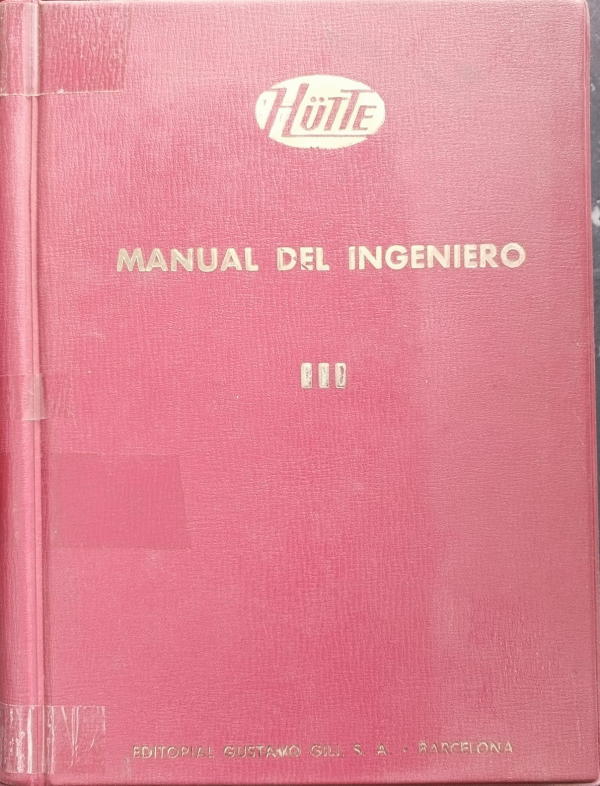 HÜTTE
MANUAL DEL INGENIERO
III
EDITORIAL GUSTAVO GILI, S. A. - BARCELONA